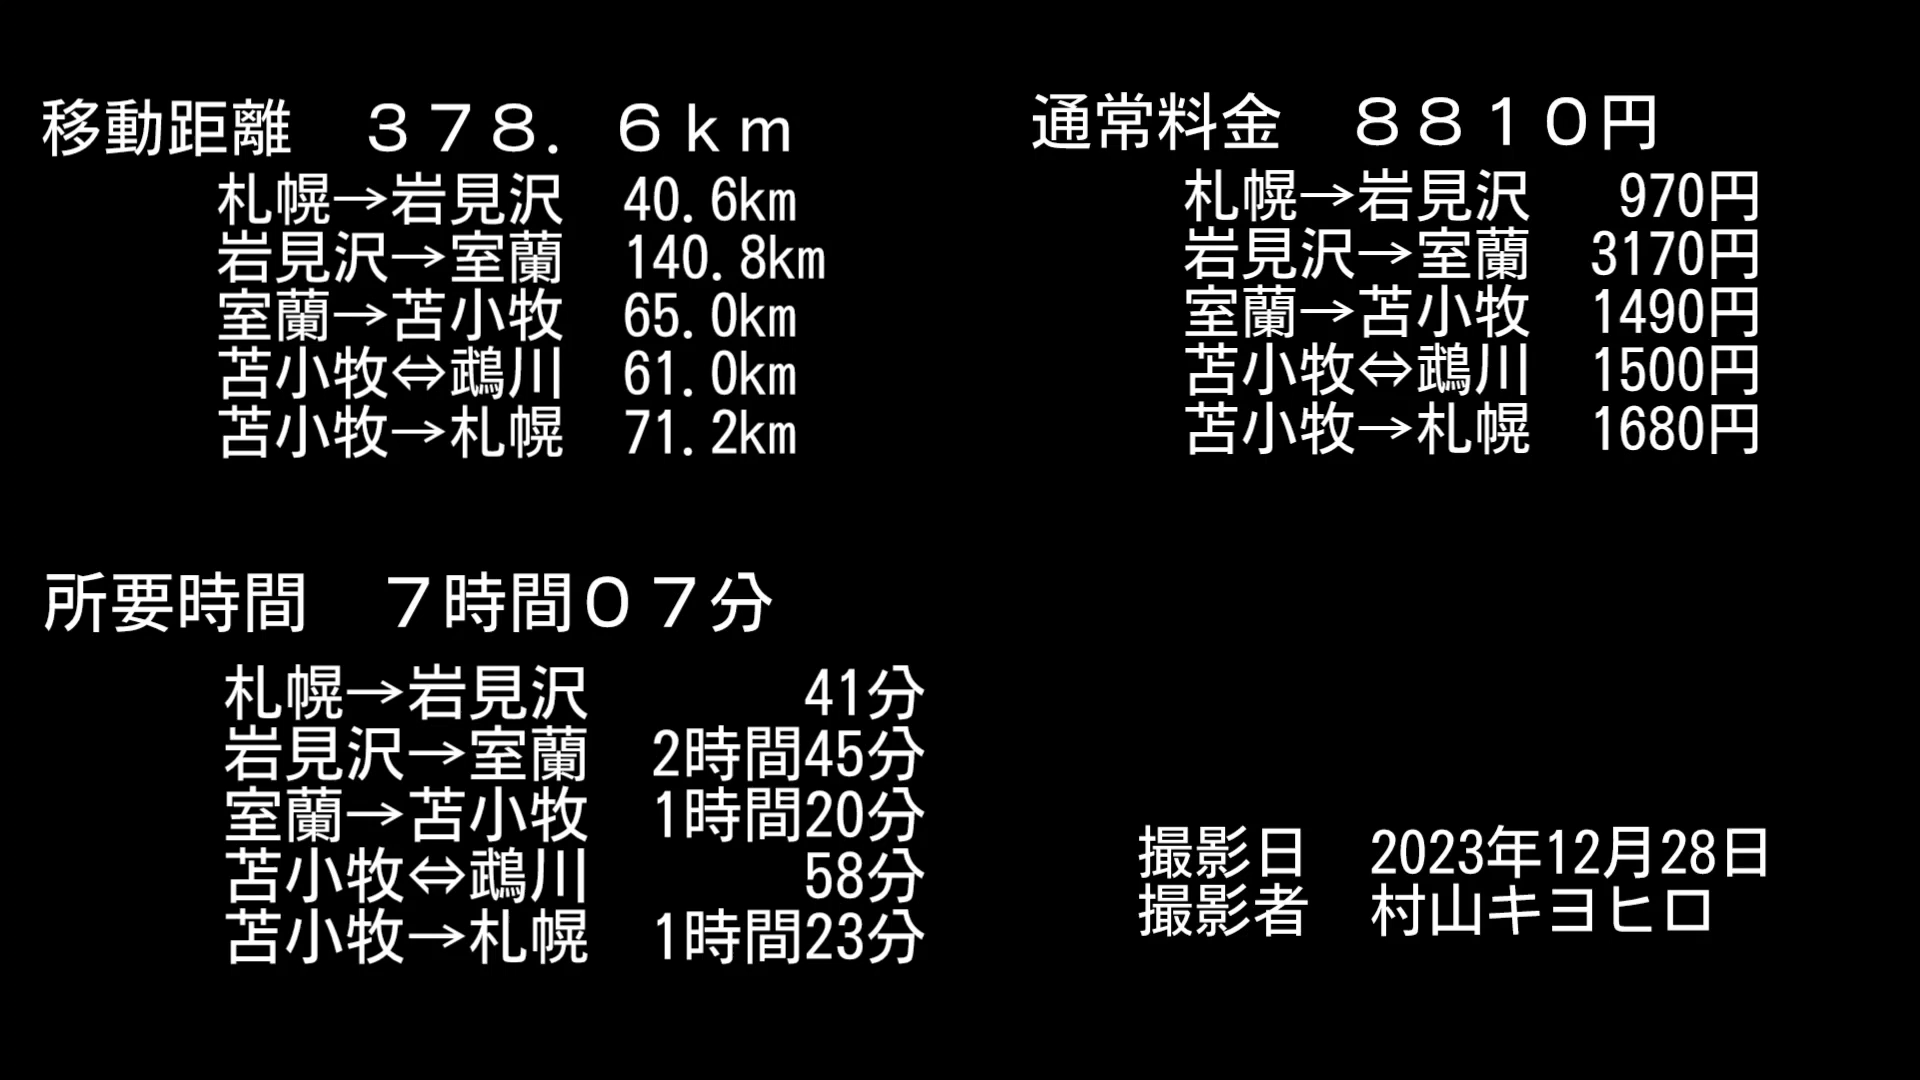 移動距離　３７８．６ｋｍ
札幌→岩見沢　40.6km
岩見沢→室蘭　140.8km
室蘭→苫小牧　65.0km
苫小牧⇔鵡川　61.0km
苫小牧→札幌　71.2km
通常料金　８８１０円
札幌→岩見沢　970円
岩見沢→室蘭　3170円
室蘭→苫小牧　1490円
苫小牧⇔鵡川　1500円
苫小牧→札幌　1680円
所要時間　７時間０７分
札幌→岩見沢　41分
岩見沢→室蘭　2時間45分
室蘭→苫小牧　1時間20分
苫小牧⇔鵡川　58分
苫小牧→札幌　1時間23分
撮影日　2023年12月28日
撮影者　村山キヨヒロ